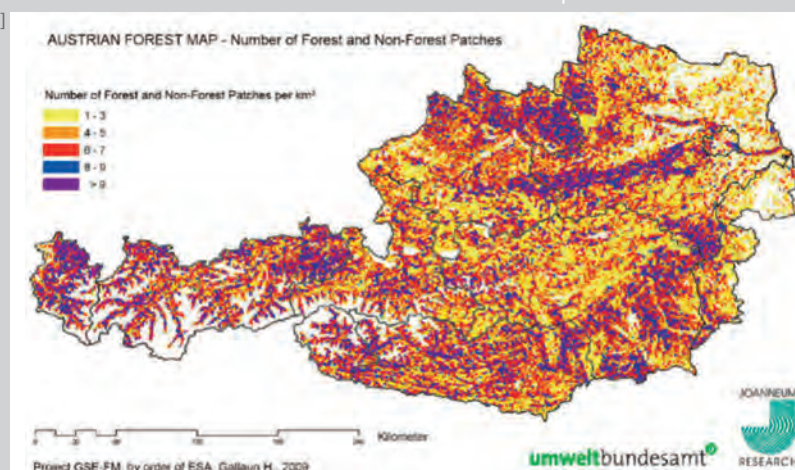 ]
AUSTRIAN FOREST MAP - Number of Forest and Non-Forest Patches
Number of Forest and Non-Forest Patches per km²
1 - 3
4 - 5
6 - 7
8 - 9
> 9
Kilometer
Project GSE-FM, by order of ESA, Gallaun H., 2009
umweltbundesamt
JOANNEUM
RESEARCH